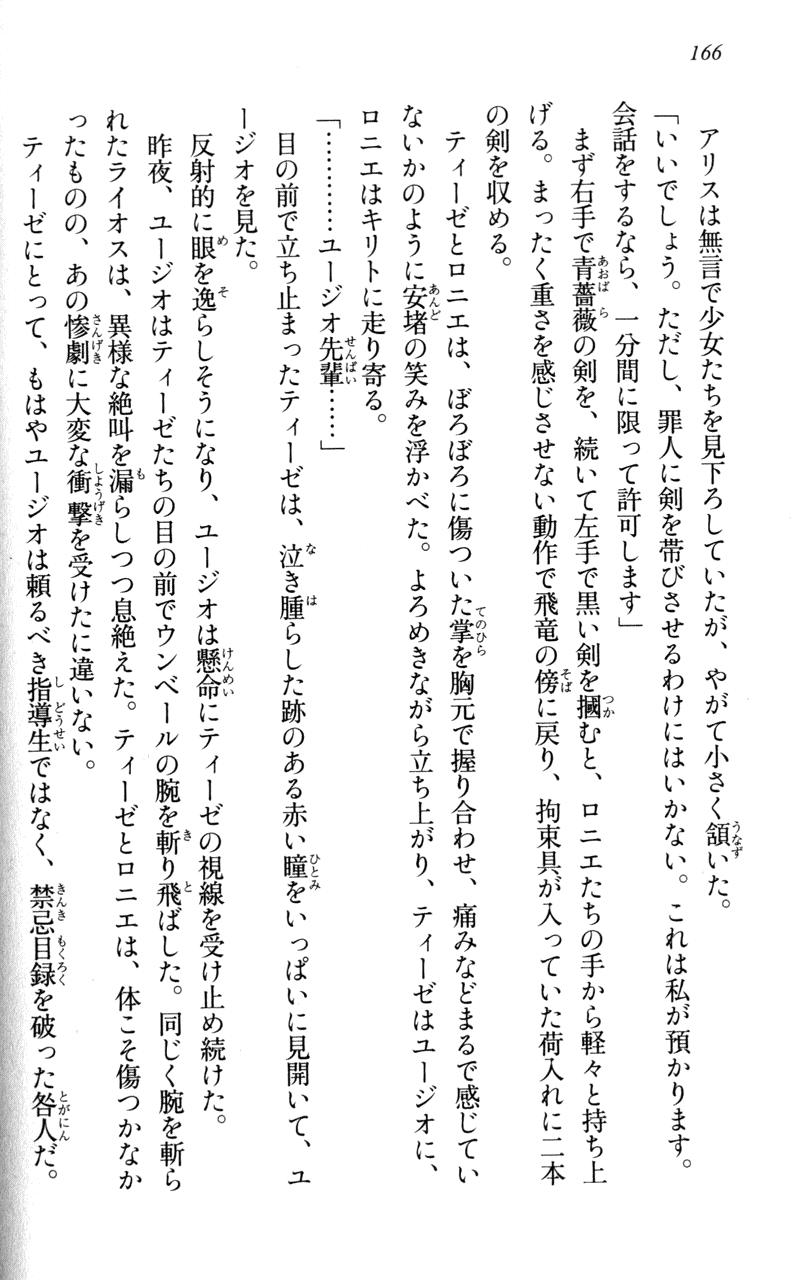 166
　アリスは無言で少女たちを見下ろしていたが、やがて小さく頷いた。
「いいでしょう。ただし、罪人に剣を帯びさせるわけにはいかない。これは私が預かります。
会話をするなら、一分間に限って許可します」
　まず右手で青薔薇の剣を、続いて左手で黒い剣を摑むと、ロニエたちの手から軽々と持ち上
げる。まったく重さを感じさせない動作で飛竜の傍に戻り、拘束具が入っていた荷入れに二本
の剣を収める。
　ティーゼとロニエは、ぼろぼろに傷ついた掌を胸元で握り合わせ、痛みなどまるで感じてい
ないかのように安堵の笑みを浮かべた。よろめきながら立ち上がり、ティーゼはユージオに、
ロニエはキリトに走り寄る。
「…………ユージオ先輩……」
　目の前で立ち止まったティーゼは、泣き腫らした跡のある赤い瞳をいっぱいに見開いて、ユ
ージオを見た。
　反射的に眼を逸らしそうになり、ユージオは懸命にティーゼの視線を受け止め続けた。
　昨夜、ユージオはティーゼたちの目の前でウンベールの腕を斬り飛ばした。同じく腕を斬ら
れたライオスは、異様な絶叫を漏らしつつ息絶えた。ティーゼとロニエは、体こそ傷つかなか
ったものの、あの惨劇に大変な衝撃を受けたに違いない。
　ティーゼにとって、もはやユージオは頼るべき指導生ではなく、禁忌目録を破った咎人だ。